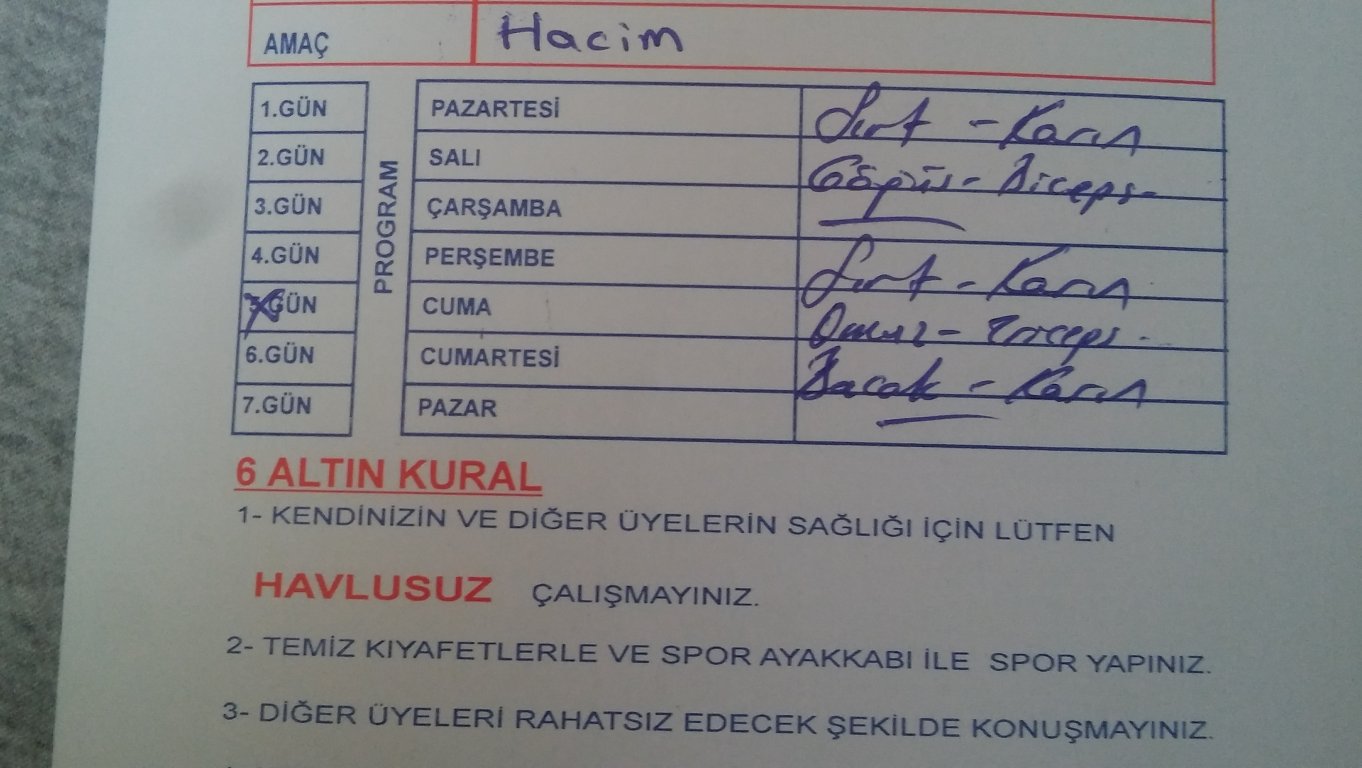 AMAÇ Hacim
1.GÜN PAZARTESİ Sırt - Karın
2.GÜN SALI Göğüs - Biceps -
3.GÜN ÇARŞAMBA
4.GÜN PERŞEMBE Sırt - Karın
5.GÜN CUMA Omuz - Triceps -
6.GÜN CUMARTESİ Bacak - Karın
7.GÜN PAZAR
PROGRAM
6 ALTIN KURAL
1- KENDİNİZİN VE DİĞER ÜYELERİN SAĞLIĞI İÇİN LÜTFEN
HAVLUSUZ ÇALIŞMAYINIZ.
2- TEMİZ KIYAFETLERLE VE SPOR AYAKKABI İLE SPOR YAPINIZ.
3- DİĞER ÜYELERİ RAHATSIZ EDECEK ŞEKİLDE KONUŞMAYINIZ.